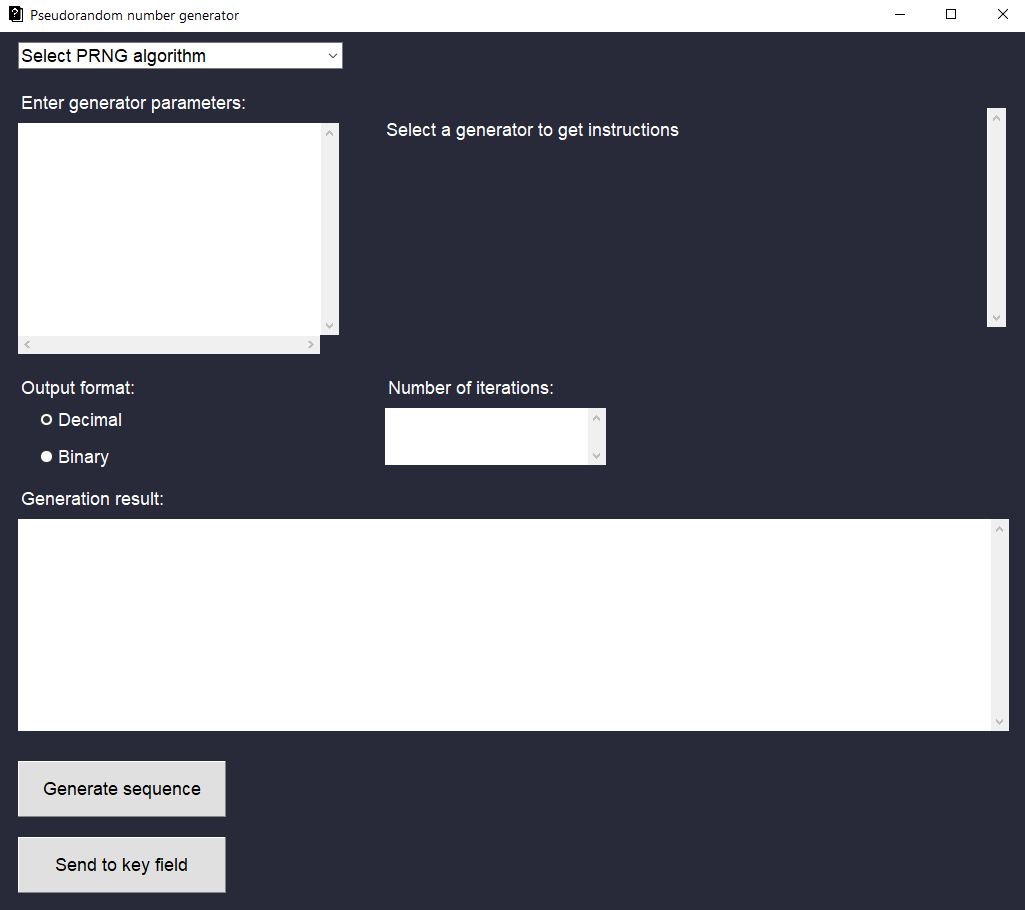 Pseudorandom number generator
Select PRNG algorithm
Enter generator parameters:
Select a generator to get instructions
Output format:
Number of iterations:
Decimal
Binary
Generation result:
Generate sequence
Send to key field